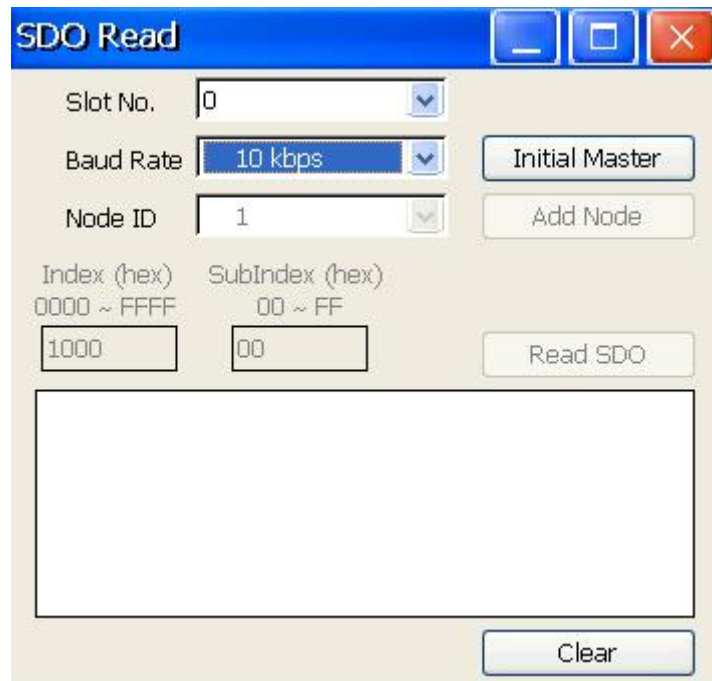 SDO Read
Slot No. 0
Baud Rate 10 kbps Initial Master
Node ID 1 Add Node
Index (hex) SubIndex (hex)
0000 ~ FFFF 00 ~ FF
1000 00 Read SDO
Clear